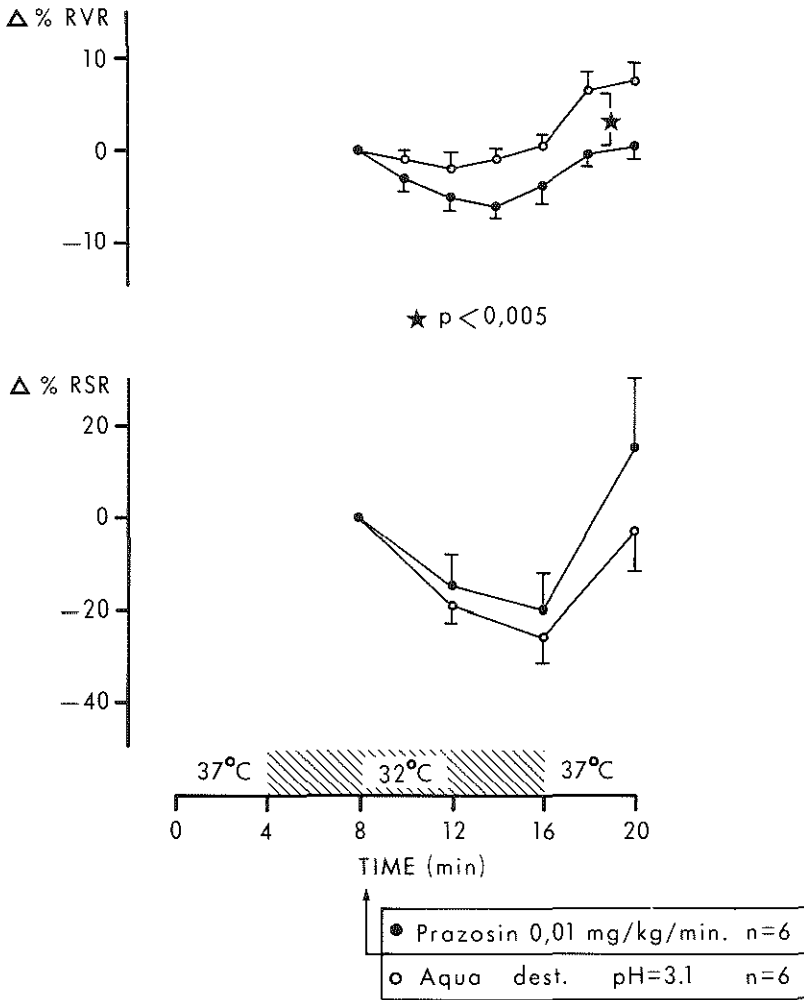 Δ % RVR
10
0
−10
★
★ p<0,005
Δ % RSR
20
0
−20
−40
37°C 32°C 37°C
0 4 8 12 16 20
TIME (min)
● Prazosin 0,01 mg/kg/min. n=6
○ Aqua dest. pH=3.1 n=6